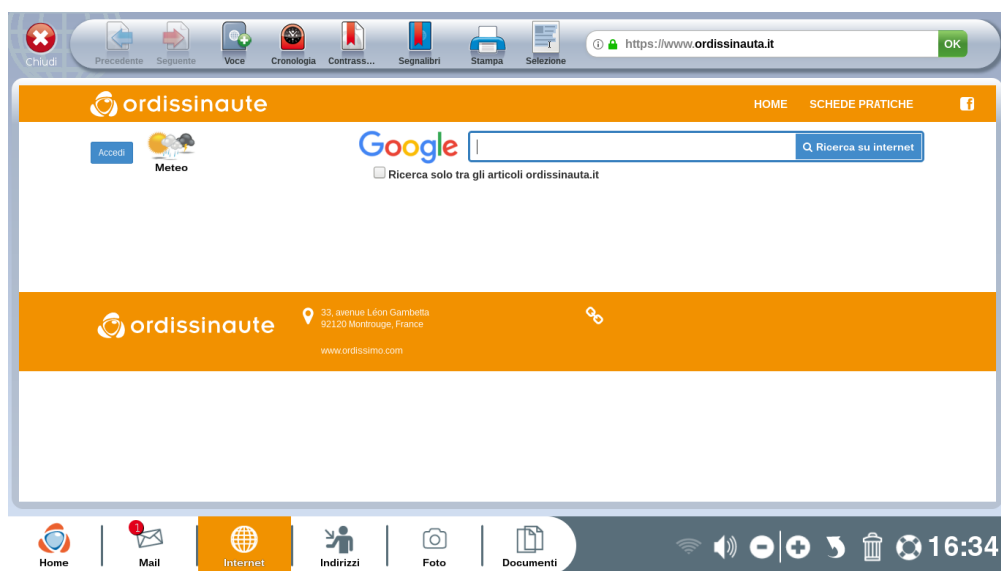 Chiudi
Precedente
Seguente
Voce
Cronologia
Contrass...
Segnalibri
Stampa
Selezione
https://www.ordissinauta.it
OK
ordissinaute
HOME
SCHEDE PRATICHE
f
Accedi
Meteo
Google
Ricerca su internet
Ricerca solo tra gli articoli ordissinauta.it
ordissinaute
33, avenue Léon Gambetta
92120 Montrouge, France
www.ordissimo.com
Home
1
Mail
Internet
Indirizzi
Foto
Documenti
16:34